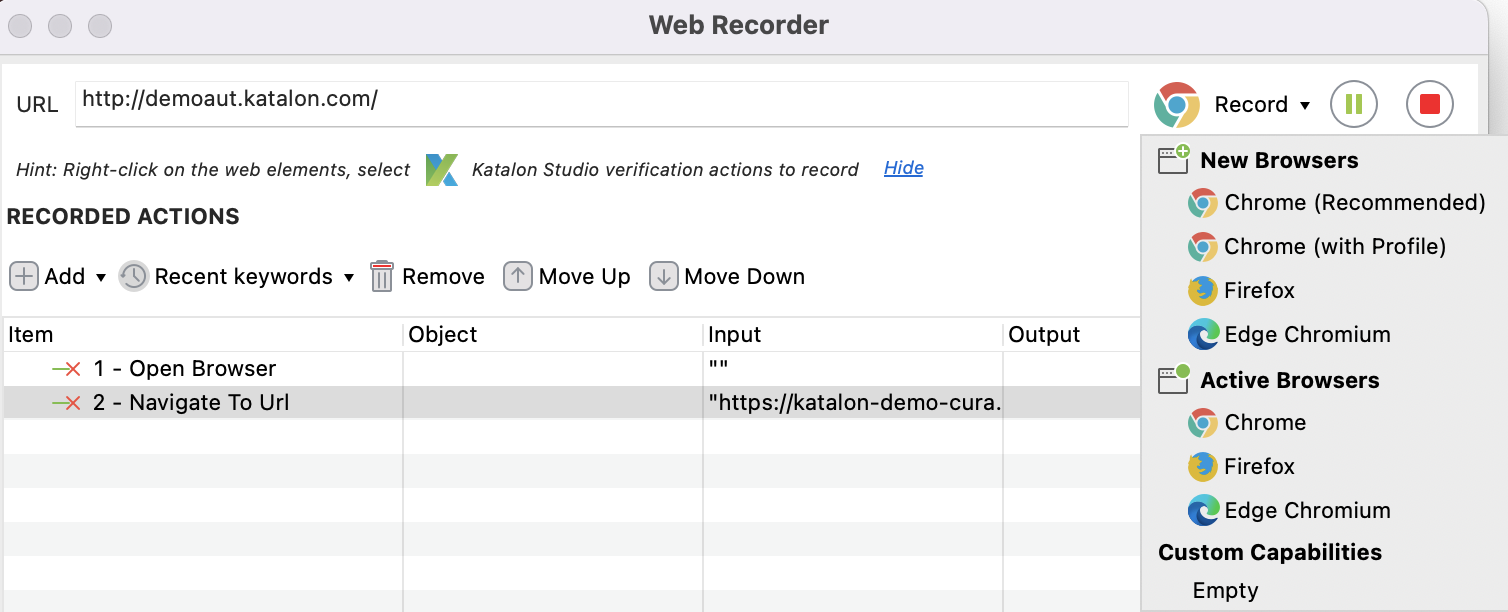 Web Recorder
URL http://demoaut.katalon.com/ Record
Hint: Right-click on the web elements, select Katalon Studio verification actions to record Hide
RECORDED ACTIONS
Add Recent keywords Remove Move Up Move Down
Item Object Input Output
1 - Open Browser ""
2 - Navigate To Url "https://katalon-demo-cura.
New Browsers
Chrome (Recommended)
Chrome (with Profile)
Firefox
Edge Chromium
Active Browsers
Chrome
Firefox
Edge Chromium
Custom Capabilities
Empty